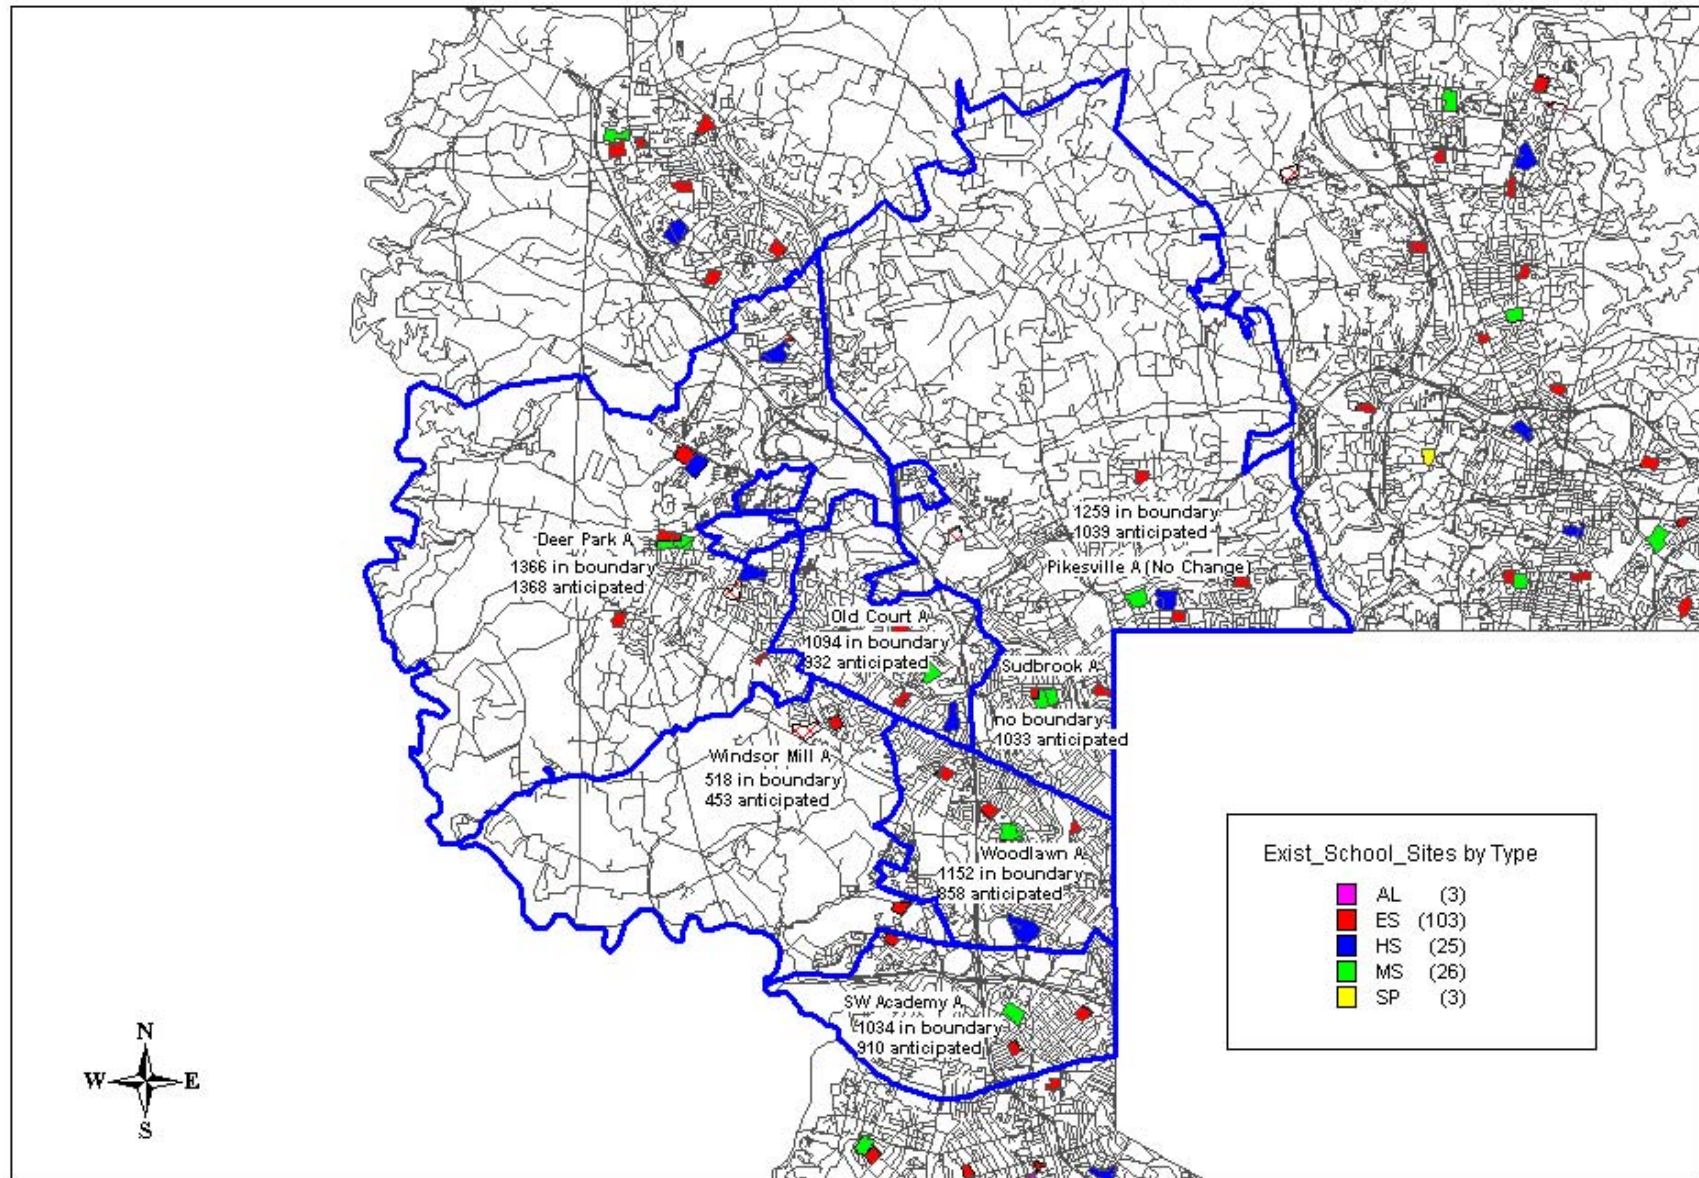 1259 in boundary
1039 anticipated
Pikesville A (No Change)
Deer Park A
1366 in boundary
1368 anticipated
Old Court A
1094 in boundary
932 anticipated
Sudbrook A
no boundary
1033 anticipated
Windsor Mill A
518 in boundary
453 anticipated
Woodlawn A
1152 in boundary
858 anticipated
SW Academy A
1034 in boundary
910 anticipated
Exist_School_Sites by Type
AL (3)
ES (103)
HS (25)
MS (26)
SP (3)
N
W E
S